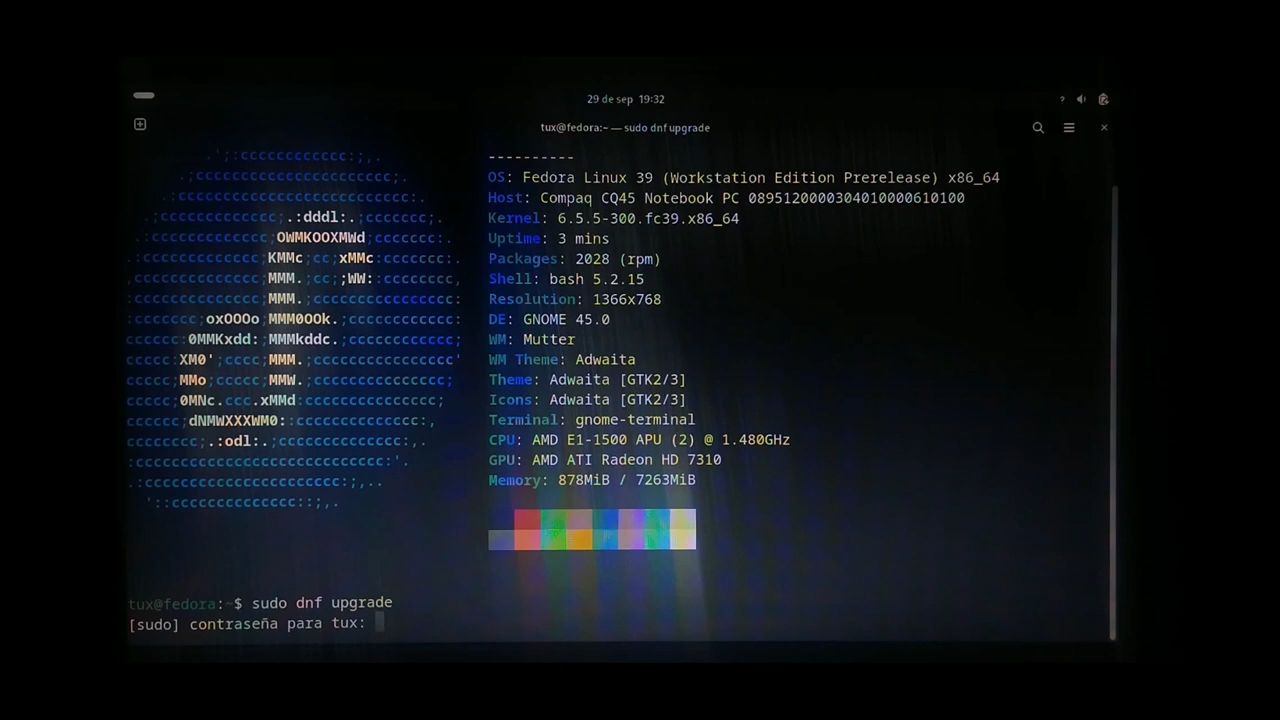 29 de sep 19:32
tux@fedora:~ — sudo dnf upgrade
----------
OS: Fedora Linux 39 (Workstation Edition Prerelease) x86_64
Host: Compaq CQ45 Notebook PC 0895120000304010000610100
Kernel: 6.5.5-300.fc39.x86_64
Uptime: 3 mins
Packages: 2028 (rpm)
Shell: bash 5.2.15
Resolution: 1366x768
DE: GNOME 45.0
WM: Mutter
WM Theme: Adwaita
Theme: Adwaita [GTK2/3]
Icons: Adwaita [GTK2/3]
Terminal: gnome-terminal
CPU: AMD E1-1500 APU (2) @ 1.480GHz
GPU: AMD ATI Radeon HD 7310
Memory: 878MiB / 7263MiB
tux@fedora:~$ sudo dnf upgrade
[sudo] contraseña para tux: